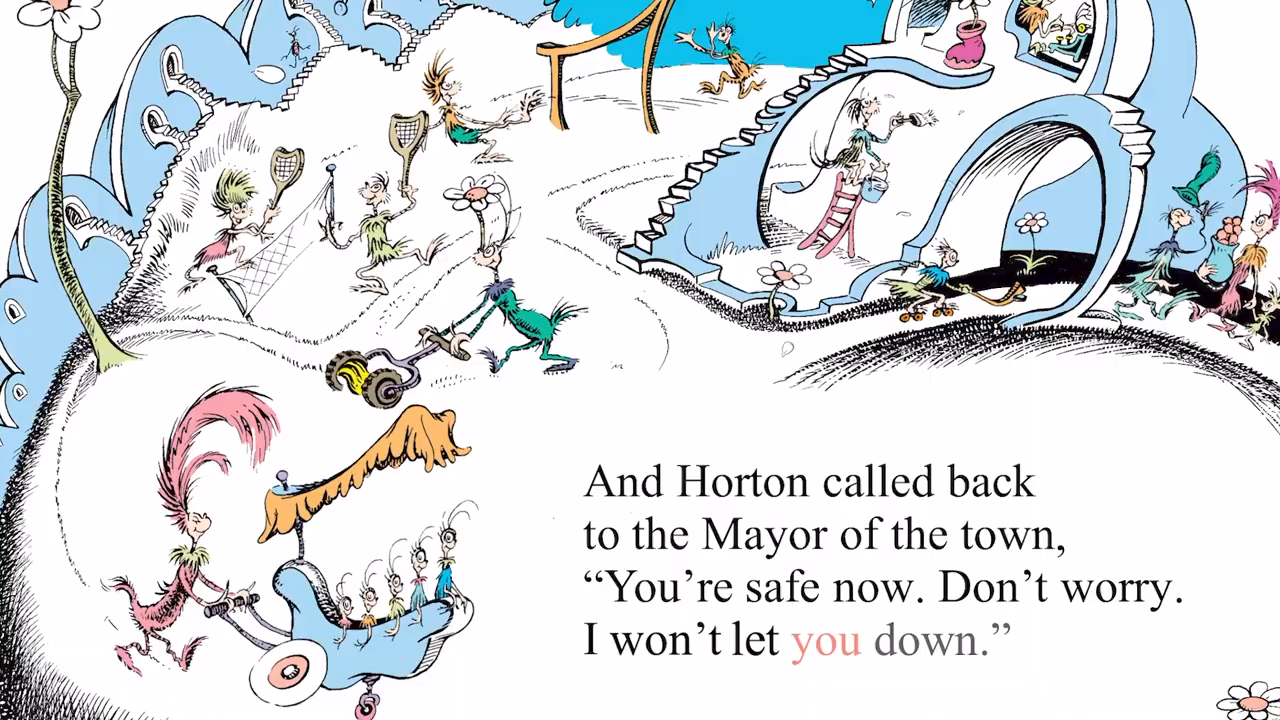 And Horton called back
to the Mayor of the town,
“You’re safe now. Don’t worry.
I won’t let you down.”